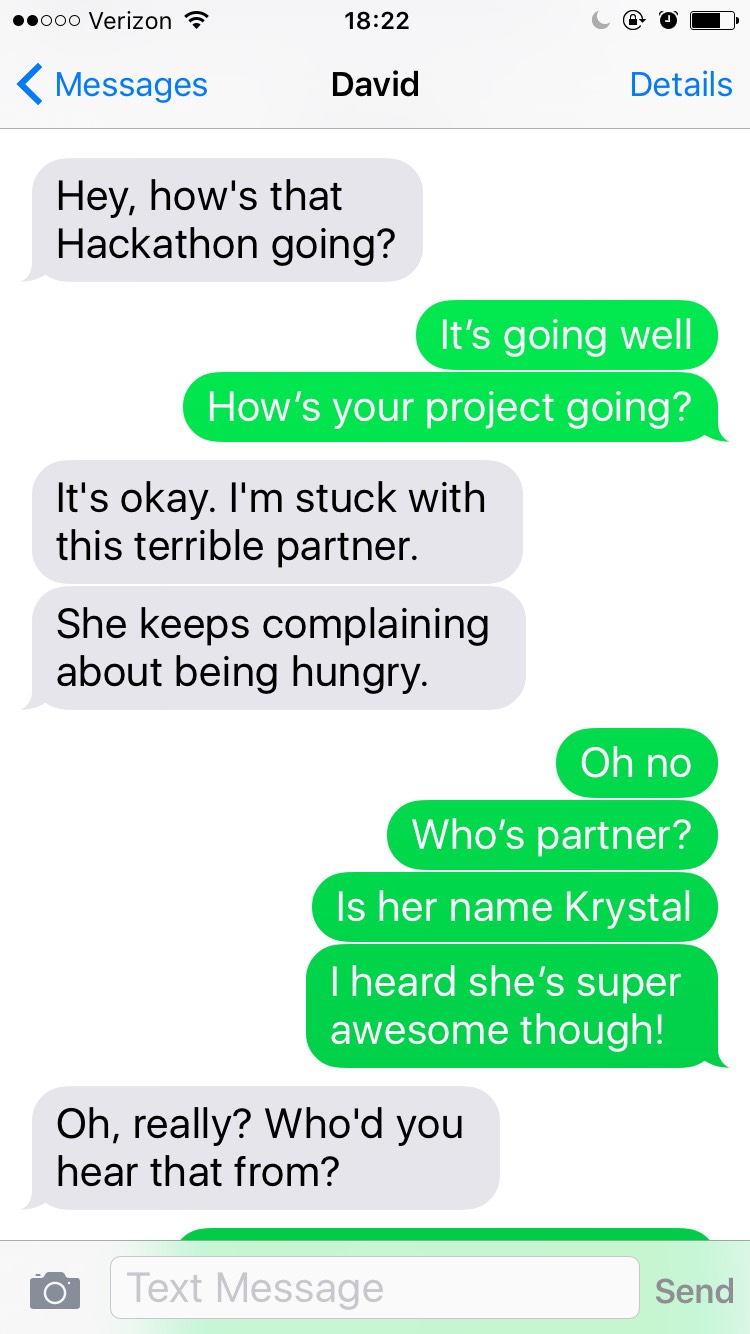 Verizon 18:22
Messages David Details
Hey, how's that
Hackathon going?
It’s going well
How’s your project going?
It's okay. I'm stuck with
this terrible partner.
She keeps complaining
about being hungry.
Oh no
Who’s partner?
Is her name Krystal
I heard she’s super
awesome though!
Oh, really? Who'd you
hear that from?
Text Message Send